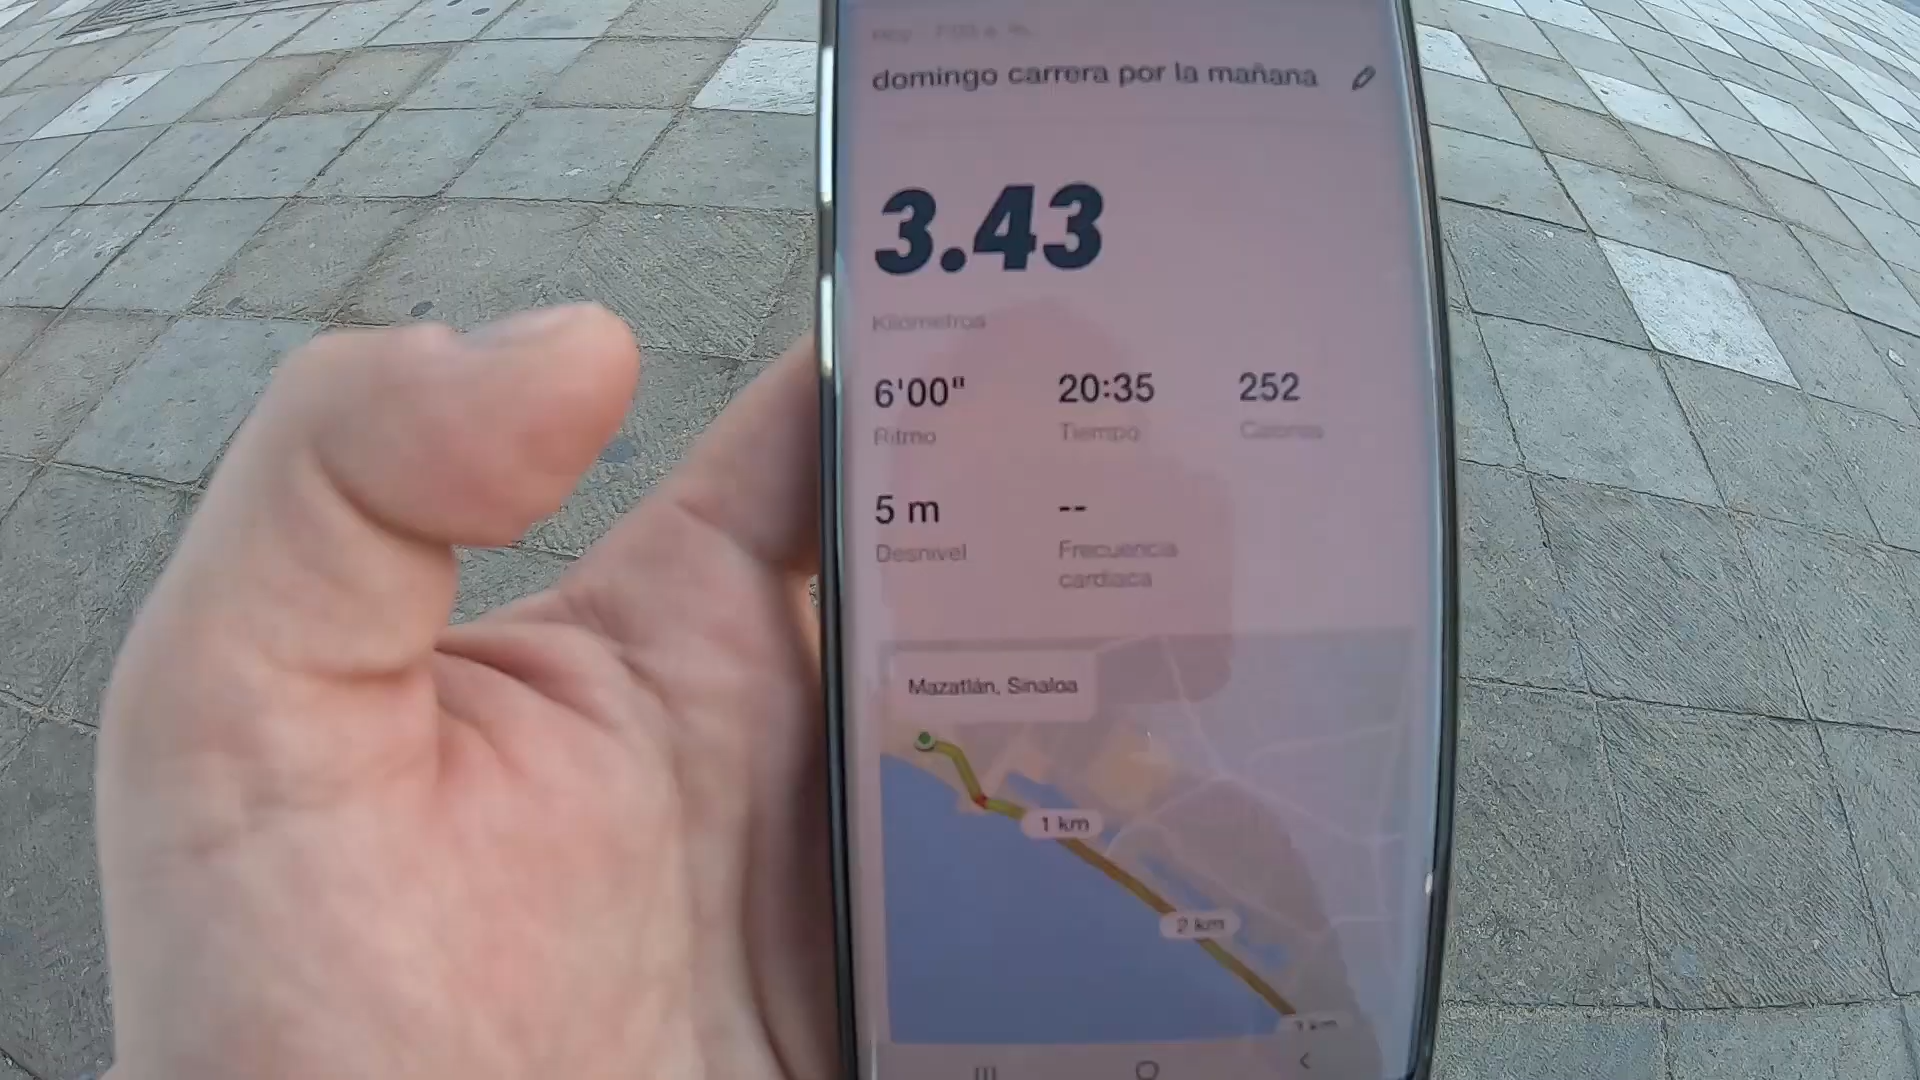 domingo carrera por la mañana
3.43
Kilómetros
6'00" 20:35 252
Ritmo Tiempo Calorías
5 m --
Desnivel Frecuencia
cardiaca
Mazatlán, Sinaloa
1 km
2 km